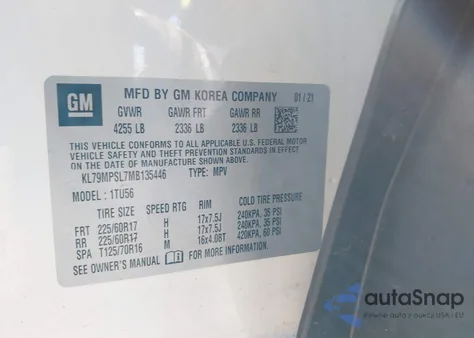 GM
MFD BY GM KOREA COMPANY 01 / 21
GVWR GAWR FRT GAWR RR
4255 LB 2336 LB 2336 LB
THIS VEHICLE CONFORMS TO ALL APPLICABLE U.S. FEDERAL MOTOR
VEHICLE SAFETY, BUMPER, AND THEFT PREVENTION STANDARDS IN EFFECT
ON THE DATE OF MANUFACTURE SHOWN ABOVE.
KL79MPSL7MB135446 TYPE: MPV
MODEL: 1TU56
TIRE SIZE SPEED RTG RIM COLD TIRE PRESSURE
FRT 225/60R17 H 17x7.5J 240KPA, 35 PSI
RR 225/60R17 H 17x7.5J 240KPA, 35 PSI
SPA T125/70R16 M 16x4.0BT 420KPA, 60 PSI
SEE OWNER'S MANUAL FOR MORE INFORMATION.
autoSnap